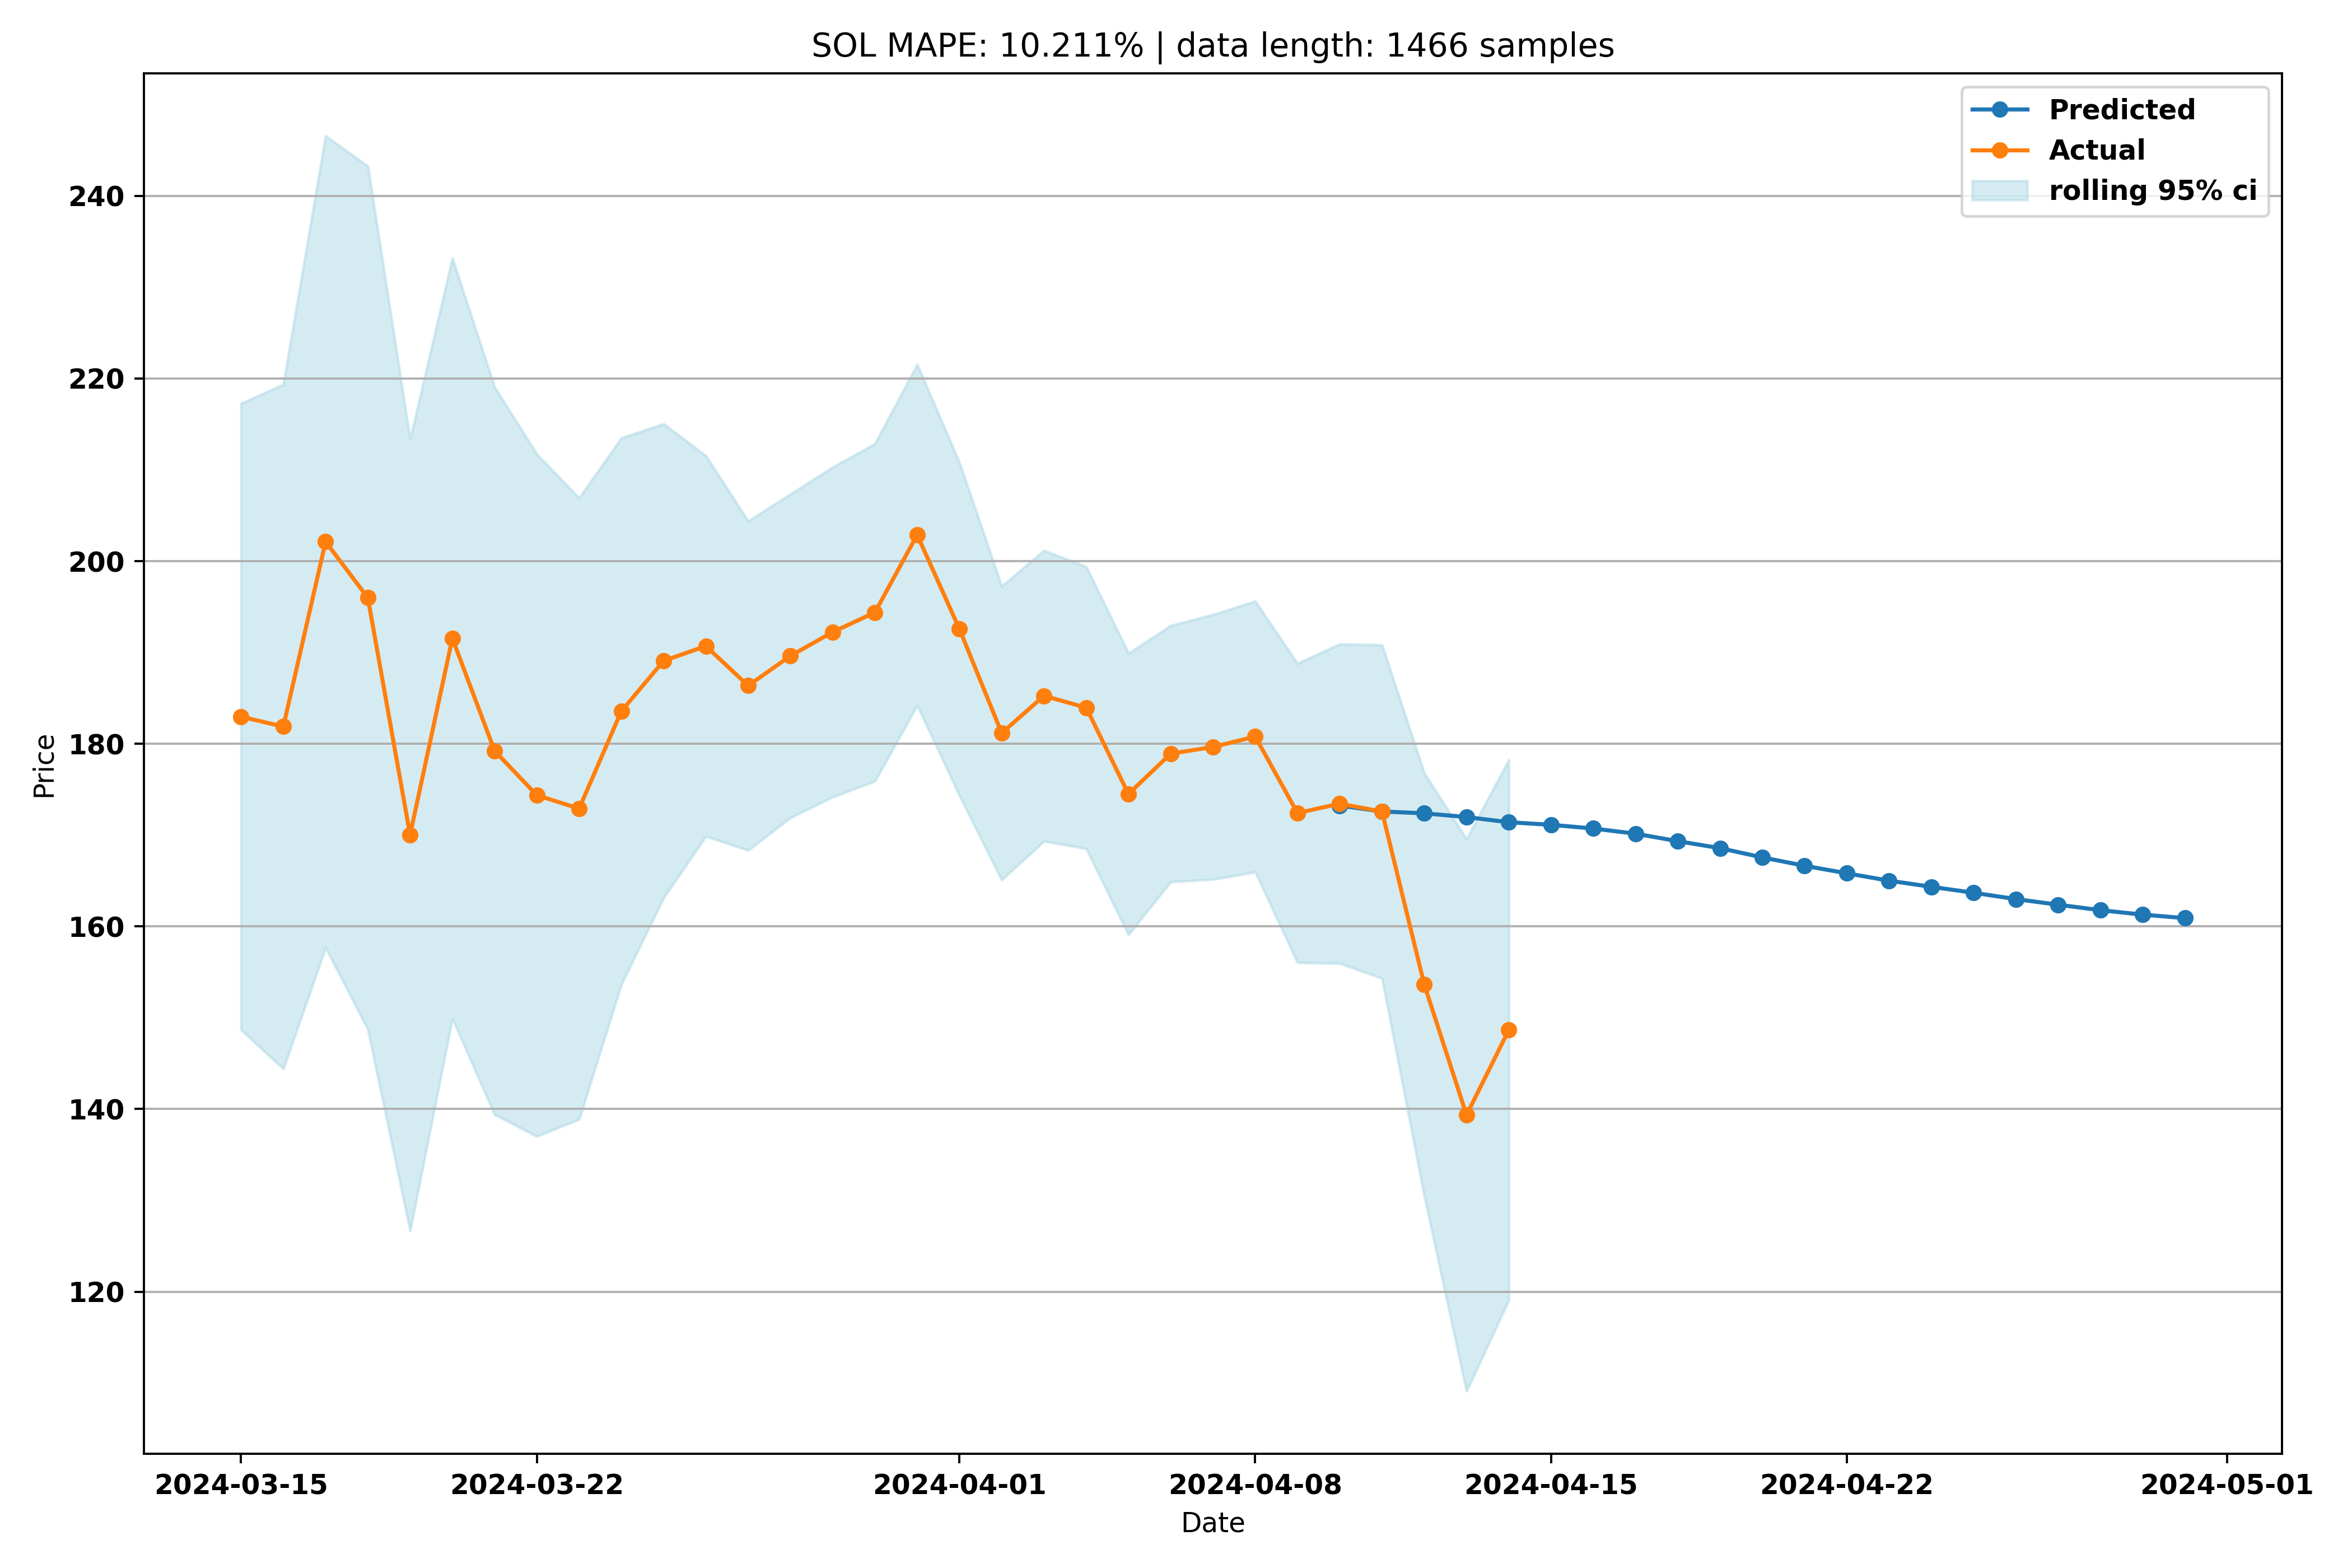 SOL MAPE: 10.211% | data length: 1466 samples
Predicted
Actual
rolling 95% ci
240
220
200
180
160
140
120
Price
2024-03-15 2024-03-22 2024-04-01 2024-04-08 2024-04-15 2024-04-22 2024-05-01
Date